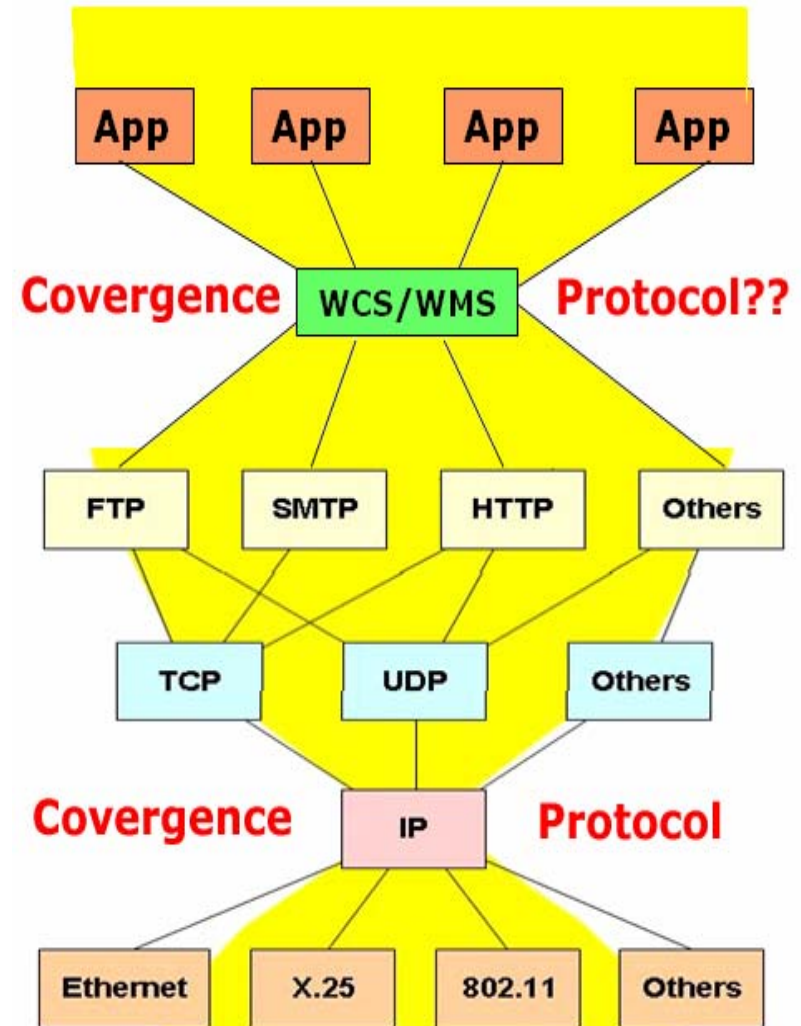 App App App App
Covergence WCS/WMS Protocol??
FTP SMTP HTTP Others
TCP UDP Others
Covergence IP Protocol
Ethernet X.25 802.11 Others